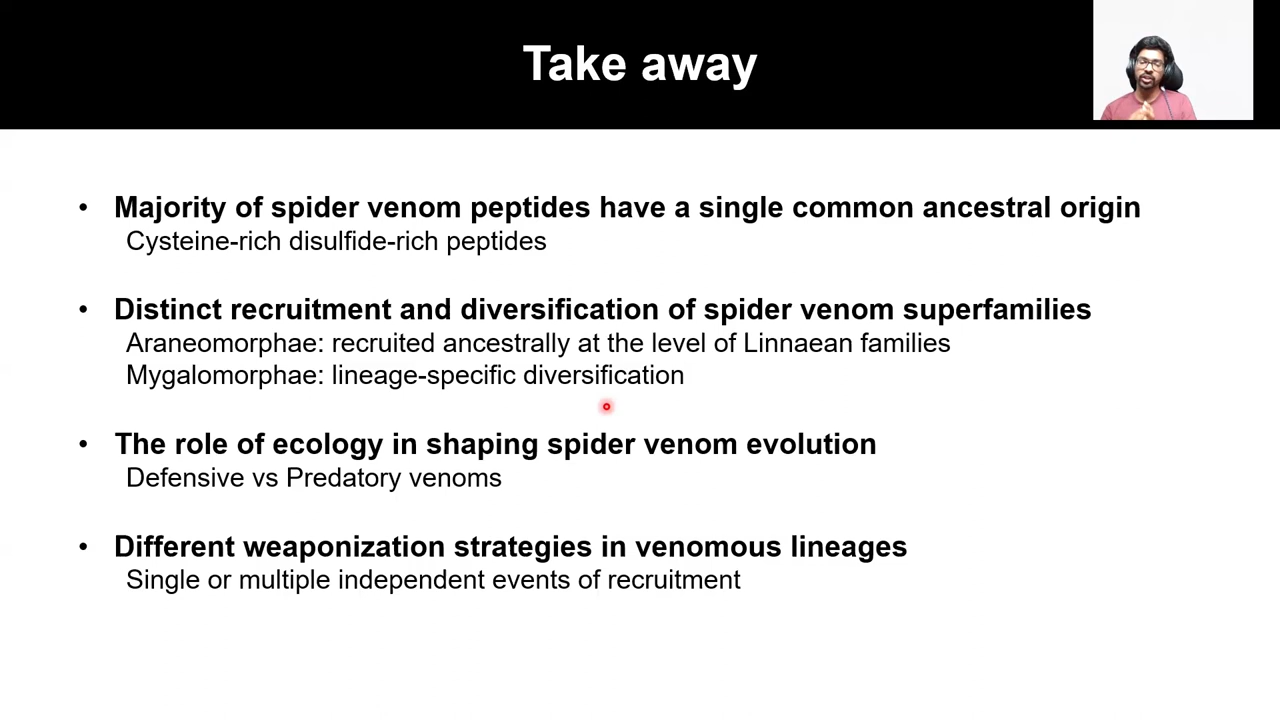 Take away
• Majority of spider venom peptides have a single common ancestral origin
Cysteine-rich disulfide-rich peptides
• Distinct recruitment and diversification of spider venom superfamilies
Araneomorphae: recruited ancestrally at the level of Linnaean families
Mygalomorphae: lineage-specific diversification
• The role of ecology in shaping spider venom evolution
Defensive vs Predatory venoms
• Different weaponization strategies in venomous lineages
Single or multiple independent events of recruitment